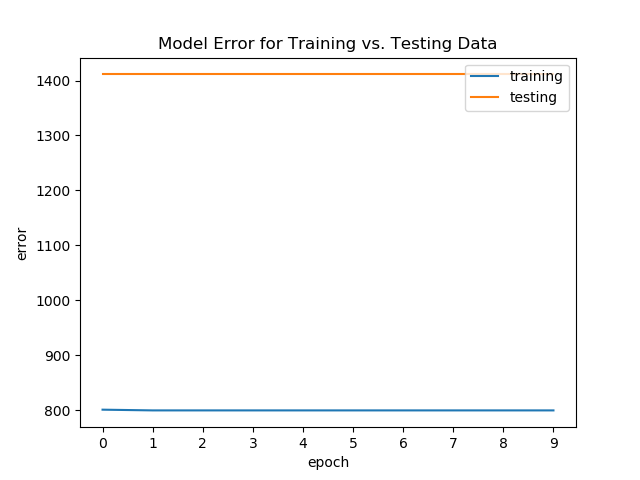 Model Error for Training vs. Testing Data
1400
1300
1200
1100
1000
900
800
error
training
testing
0 1 2 3 4 5 6 7 8 9
epoch